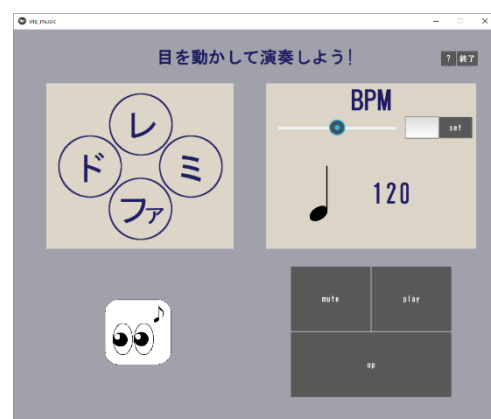 iris_music
目を動かして演奏しよう!
? 終了
レ
ド ミ
ファ
BPM
set
120
mute play
up